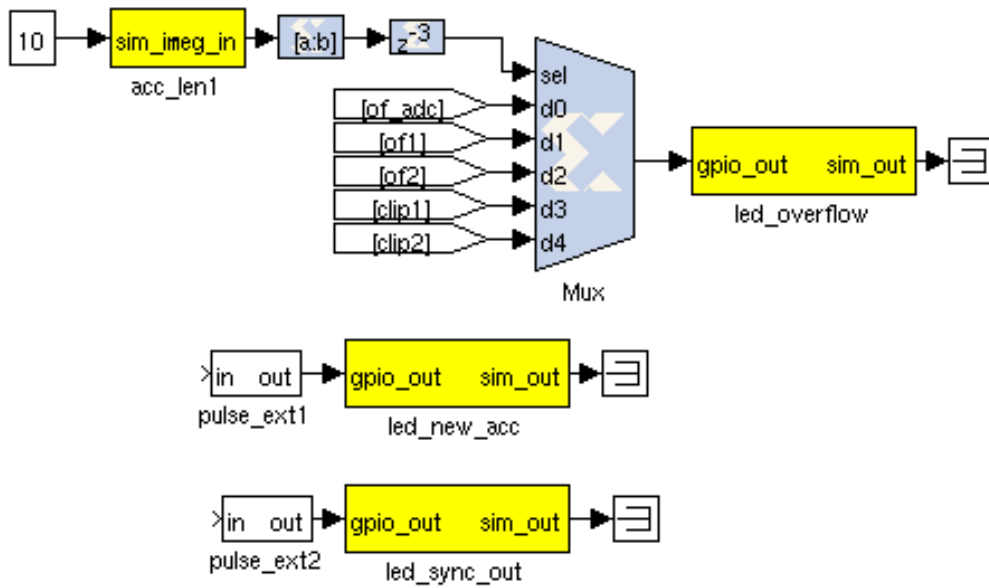 10
sim_imeg_in
acc_len1
[a:b]
z-3
sel
[of_adc]
d0
[of1]
d1
[of2]
d2
[clip1]
d3
[clip2]
d4
Mux
gpio_out sim_out
led_overflow
in out
pulse_ext1
gpio_out sim_out
led_new_acc
in out
pulse_ext2
gpio_out sim_out
led_sync_out